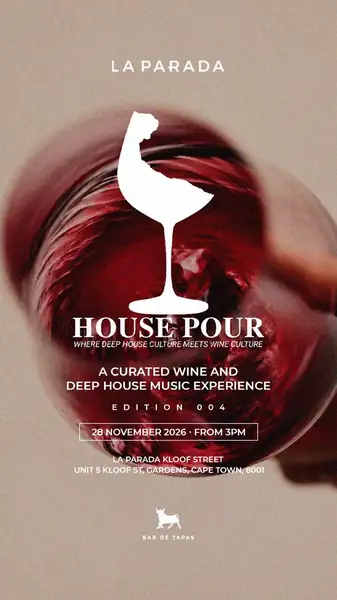 LA PARADA
HOUSE POUR
WHERE DEEP HOUSE CULTURE MEETS WINE CULTURE
A CURATED WINE AND
DEEP HOUSE MUSIC EXPERIENCE
EDITION 004
28 NOVEMBER 2026 · FROM 3PM
LA PARADA KLOOF STREET
UNIT 5 KLOOF ST, GARDENS, CAPE TOWN, 8001
BAR DE TAPAS